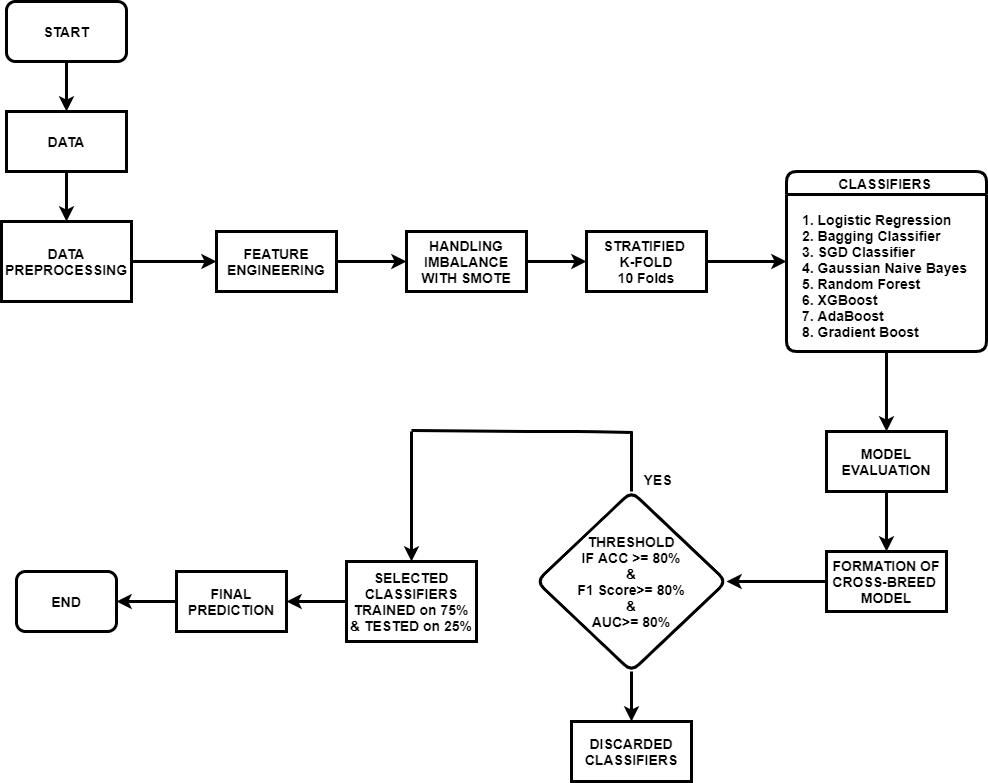 START
DATA
DATA
PREPROCESSING
FEATURE
ENGINEERING
HANDLING
IMBALANCE
WITH SMOTE
STRATIFIED
K-FOLD
10 Folds
CLASSIFIERS
1. Logistic Regression
2. Bagging Classifier
3. SGD Classifier
4. Gaussian Naive Bayes
5. Random Forest
6. XGBoost
7. AdaBoost
8. Gradient Boost
MODEL
EVALUATION
FORMATION OF
CROSS-BREED
MODEL
YES
THRESHOLD
IF ACC >= 80%
&
F1 Score>= 80%
&
AUC>= 80%
DISCARDED
CLASSIFIERS
SELECTED
CLASSIFIERS
TRAINED on 75%
& TESTED on 25%
FINAL
PREDICTION
END